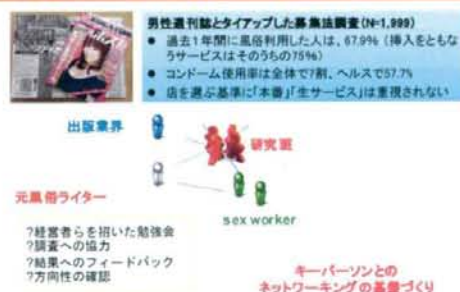 男性週刊誌とタイアップした募集法調査(N=1,999)
● 過去1年間に風俗利用した人は、67.9%(挿入をともな
うサービスはそのうちの75%)
● コンドーム使用率は全体で7割、ヘルスで57.7%
● 店を選ぶ基準に「本番」「生サービス」は重視されない
出版業界
研究班
元風俗ライター
sex worker
?経営者らを招いた勉強会
?調査への協力
?結果へのフィードバック
?方向性の確認
キーパーソンとの
ネットワーキングの基盤づくり